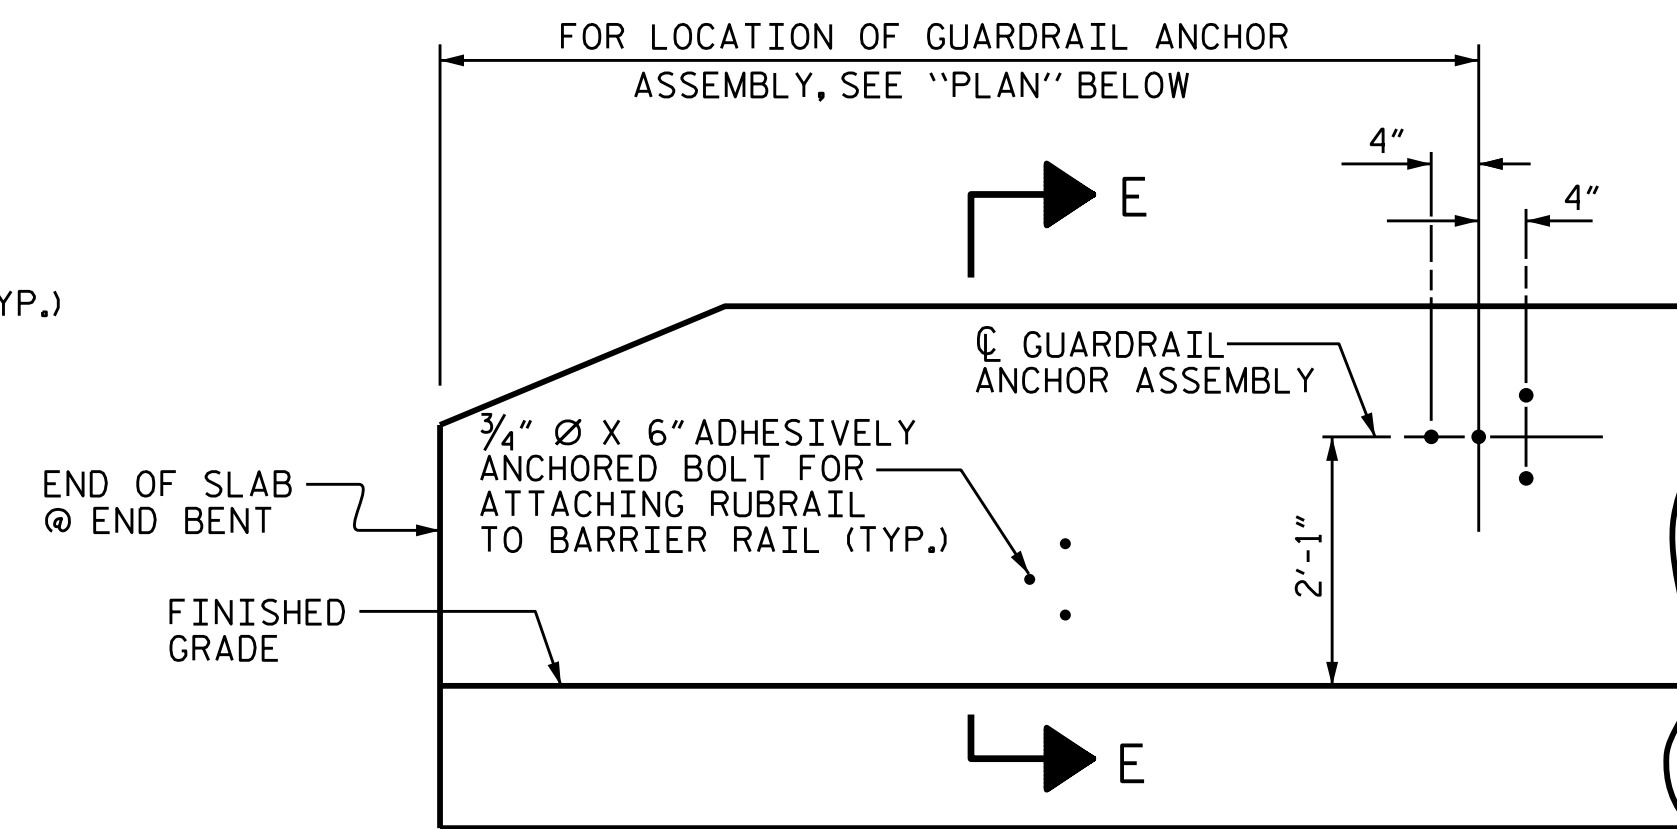 FOR LOCATION OF GUARDRAIL ANCHOR
ASSEMBLY, SEE "PLAN" BELOW
4"
E
4"
YP.)
℄ GUARDRAIL
ANCHOR ASSEMBLY
3/4" Ø X 6" ADHESIVELY
ANCHORED BOLT FOR
ATTACHING RUBRAIL
TO BARRIER RAIL (TYP.)
END OF SLAB
@ END BENT
2'-1"
FINISHED
GRADE
E